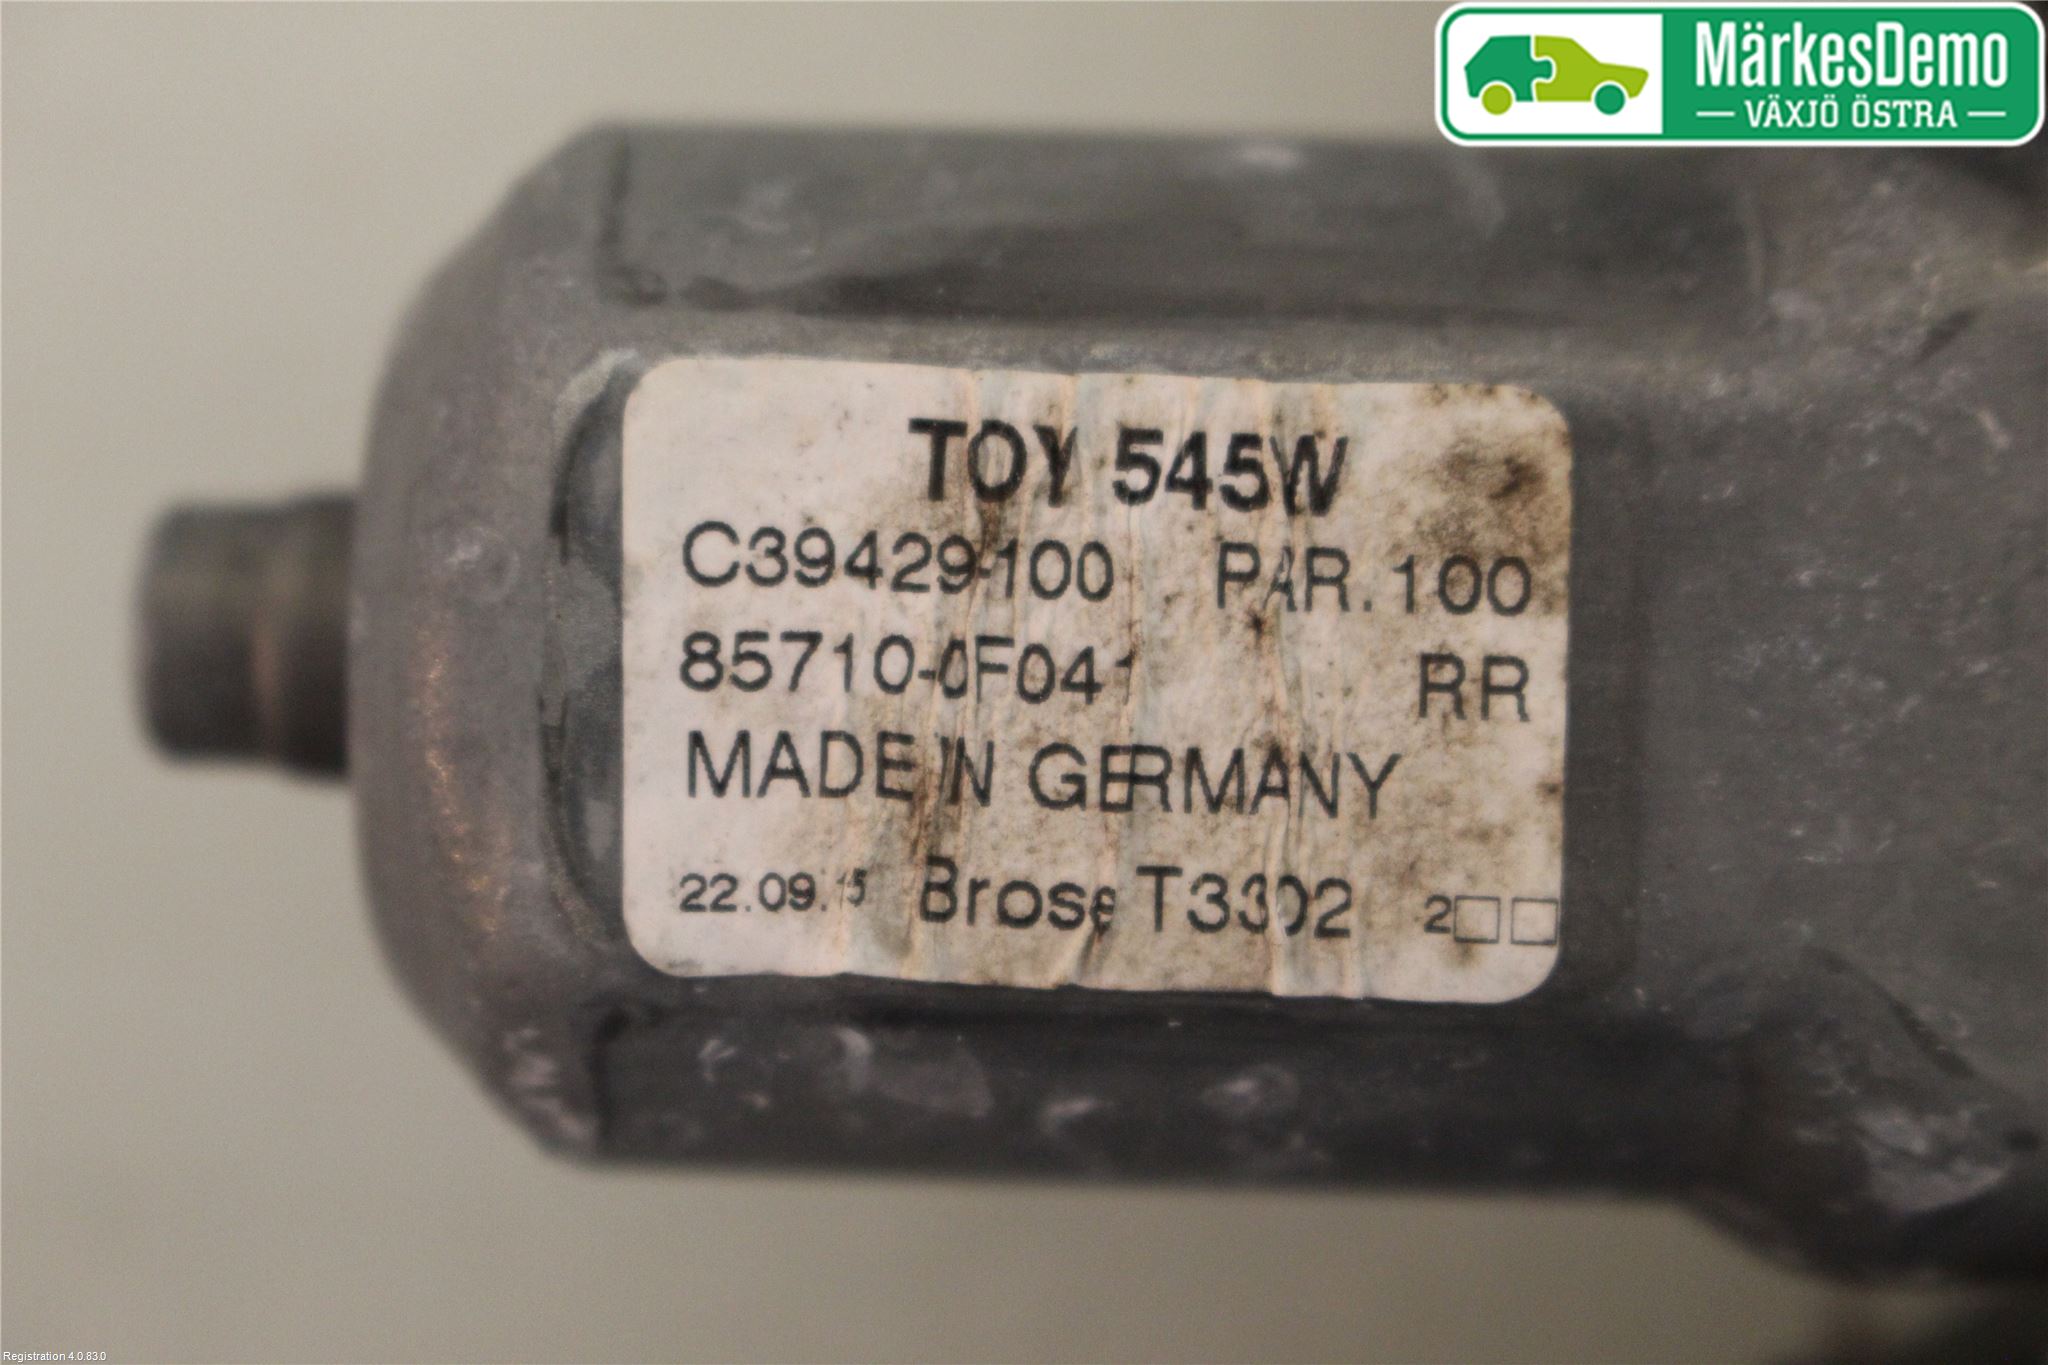 MärkesDemo
VÄXJÖ ÖSTRA
TOY 545W
C39429-100 PAR.100
85710-0F041 RR
MADE IN GERMANY
22.09.15 Brose T3302 2□□
Registration 4.0.83.0